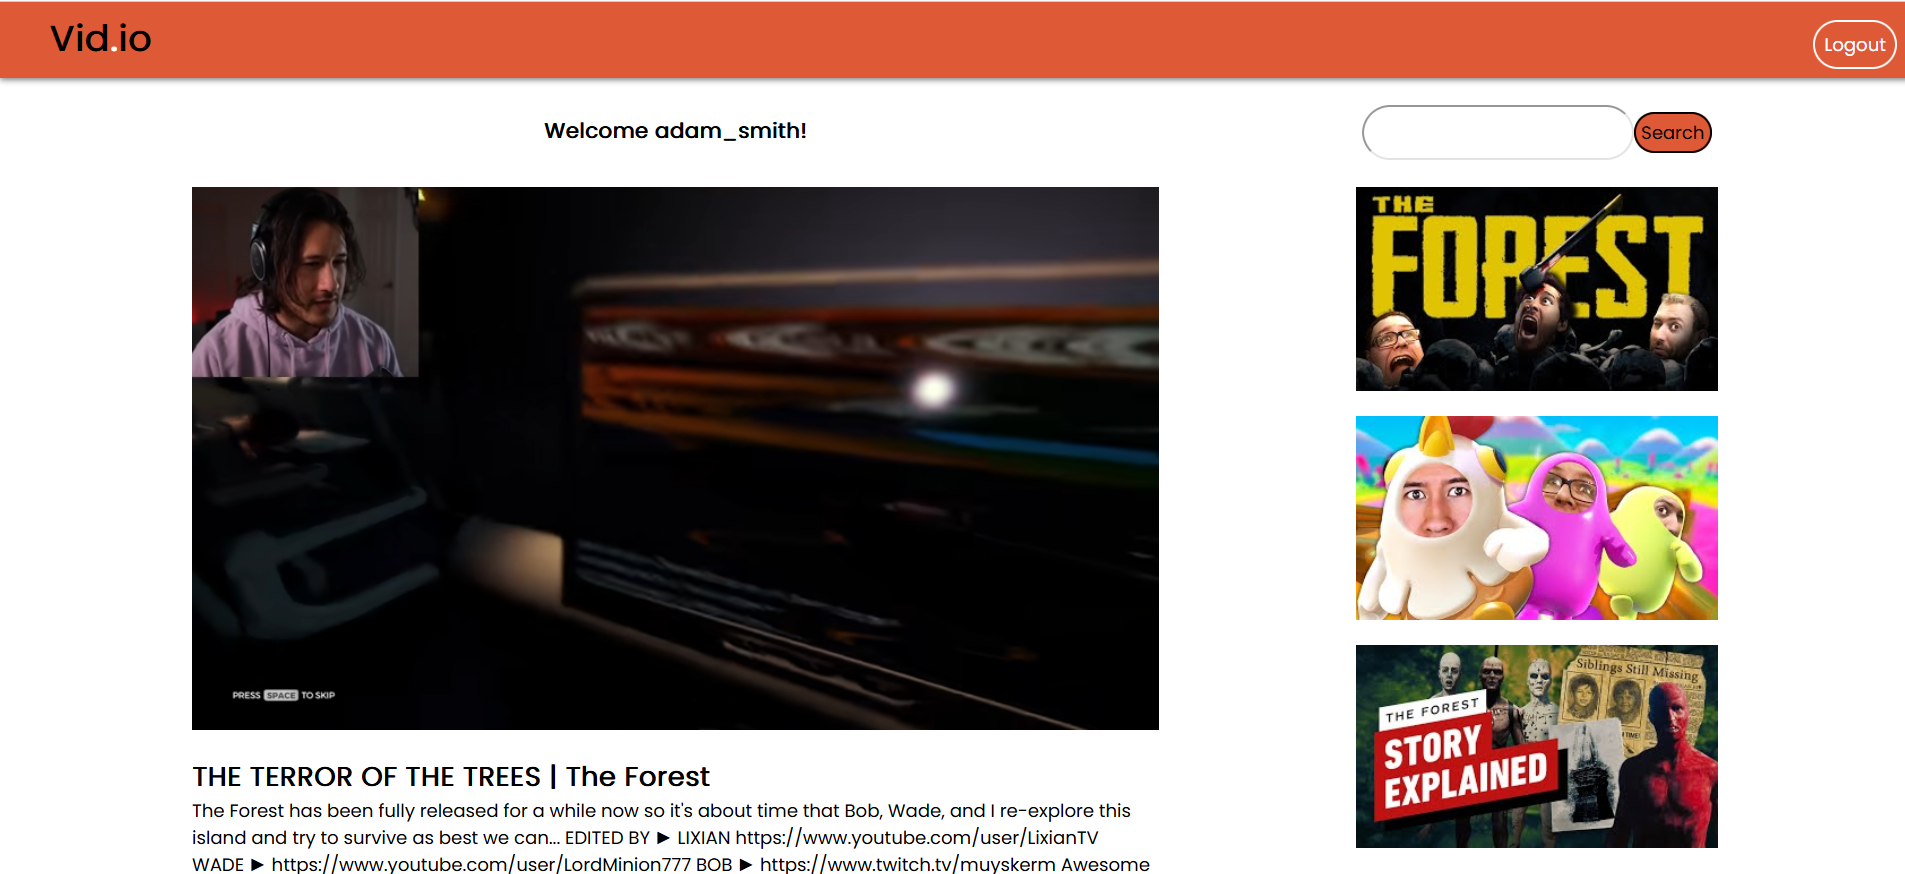 Vid.io
Logout
Welcome adam_smith!
Search
PRESS SPACE TO SKIP
THE
FOREST
Siblings Still Missing
THE FOREST
STORY
EXPLAINED
THE TERROR OF THE TREES | The Forest
The Forest has been fully released for a while now so it's about time that Bob, Wade, and I re-explore this
island and try to survive as best we can... EDITED BY ► LIXIAN https://www.youtube.com/user/LixianTV
WADE ► https://www.youtube.com/user/LordMinion777 BOB ► https://www.twitch.tv/muyskerm Awesome